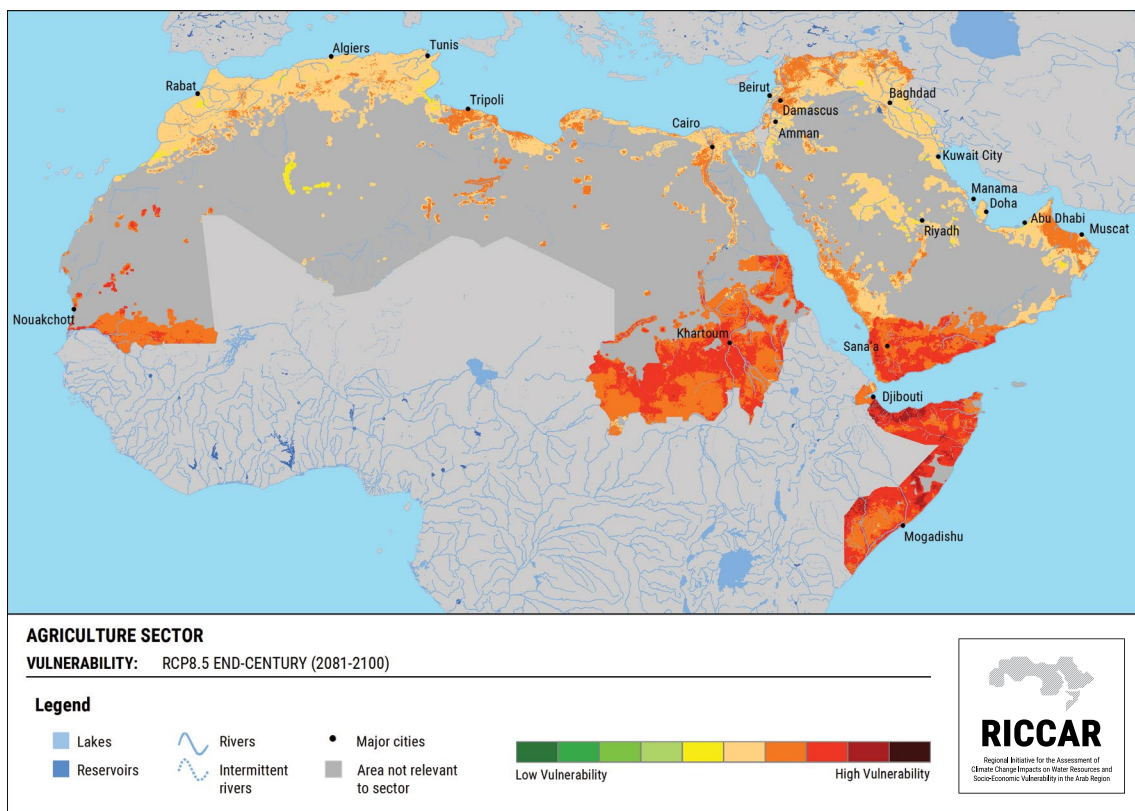 Algiers
Tunis
Rabat
Tripoli
Beirut
Damascus
Baghdad
Cairo
Amman
Kuwait City
Manama
Doha
Abu Dhabi
Riyadh
Muscat
Nouakchott
Khartoum
Sana'a
Djibouti
Mogadishu
AGRICULTURE SECTOR
VULNERABILITY: RCP8.5 END-CENTURY (2081-2100)
Legend
Lakes
Rivers
Major cities
Reservoirs
Intermittent
rivers
Area not relevant
to sector
Low Vulnerability
High Vulnerability
RICCAR
Regional Initiative for the Assessment of
Climate Change Impacts on Water Resources and
Socio-Economic Vulnerability in the Arab Region